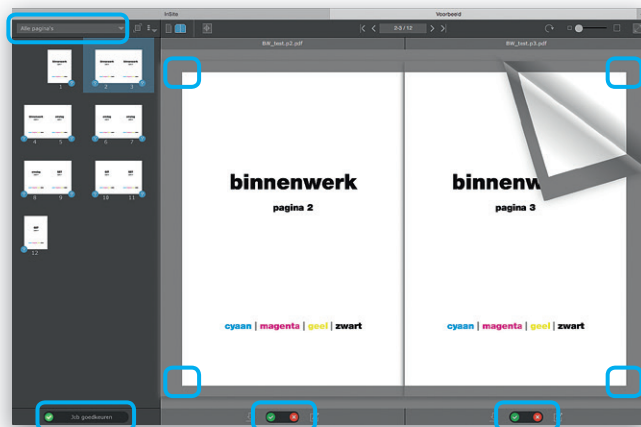 InSite
Voorbeeld
Alle pagina's
2-3 / 12
BW_test.p2.pdf
BW_test.p3.pdf
1
2
3
4
5
6
7
8
9
10
11
12
binnenwerk
pagina 2
cyaan | magenta | geel | zwart
binnenw
pagina 3
cyaan | magenta | geel | zwart
Job goedkeuren